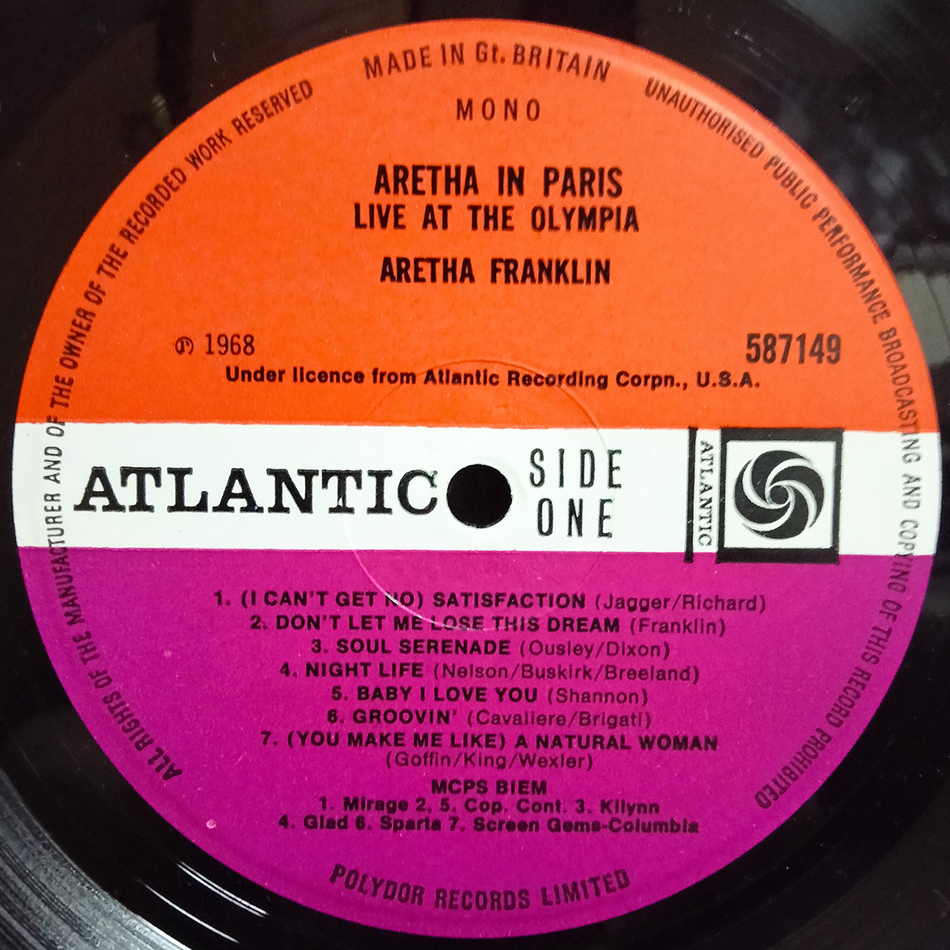 MADE IN Gt. BRITAIN
MONO
ARETHA IN PARIS
LIVE AT THE OLYMPIA
ARETHA FRANKLIN
℗ 1968
587149
Under licence from Atlantic Recording Corpn., U.S.A.
ATLANTIC
SIDE
ONE
ATLANTIC
1. (I CAN'T GET NO) SATISFACTION (Jagger/Richard)
2. DON'T LET ME LOSE THIS DREAM (Franklin)
3. SOUL SERENADE (Ousley/Dixon)
4. NIGHT LIFE (Nelson/Buskirk/Breeland)
5. BABY I LOVE YOU (Shannon)
6. GROOVIN' (Cavaliere/Brigati)
7. (YOU MAKE ME LIKE) A NATURAL WOMAN
(Goffin/King/Wexler)
MCPS BIEM
1. Mirage 2, 5. Cop. Cont. 3. Kilynn
4. Glad 6. Sparta 7. Screen Gems-Columbia
POLYDOR RECORDS LIMITED
ALL RIGHTS OF THE MANUFACTURER AND OF THE OWNER OF THE RECORDED WORK RESERVED
UNAUTHORISED PUBLIC PERFORMANCE BROADCASTING AND COPYING OF THIS RECORD PROHIBITED